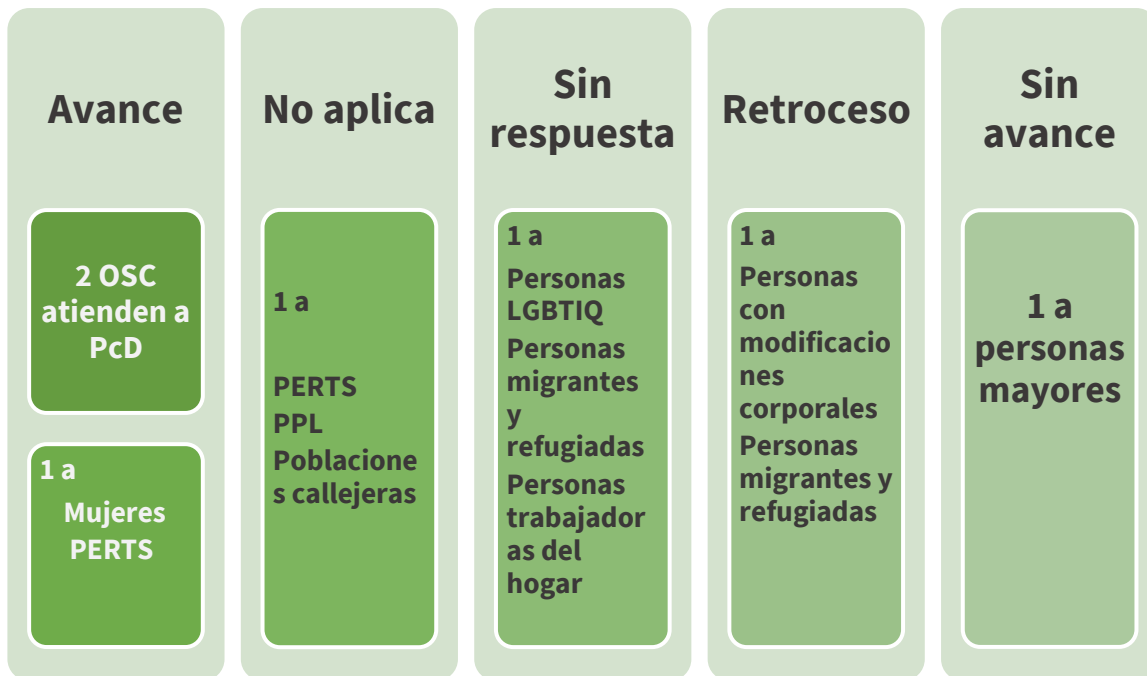 Avance
2 OSC
atienden a
PcD
1 a
Mujeres
PERTS
No aplica
1 a
PERTS
PPL
Poblacione
s callejeras
Sin
respuesta
1 a
Personas
LGBTIQ
Personas
migrantes
y
refugiadas
Personas
trabajador
as del
hogar
Retroceso
1 a
Personas
con
modificacio
nes
corporales
Personas
migrantes y
refugiadas
Sin
avance
1 a
personas
mayores